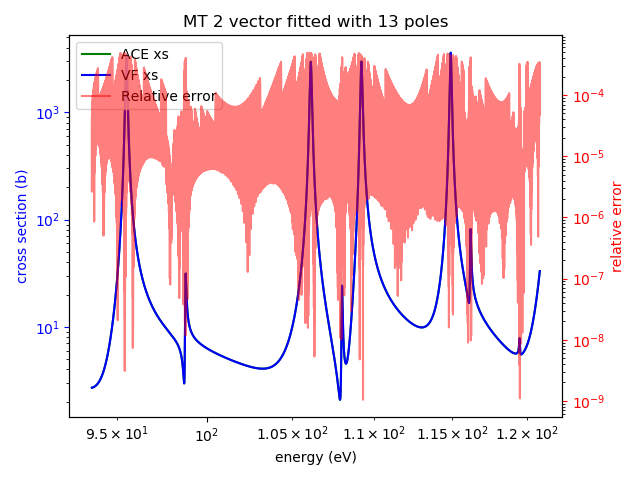 MT 2 vector fitted with 13 poles
ACE xs
VF xs
Relative error
cross section (b)
10³
10²
10¹
relative error
10⁻⁴
10⁻⁵
10⁻⁶
10⁻⁷
10⁻⁸
10⁻⁹
9.5 × 10¹
10²
1.05 × 10²
1.1 × 10²
1.15 × 10²
1.2 × 10²
energy (eV)